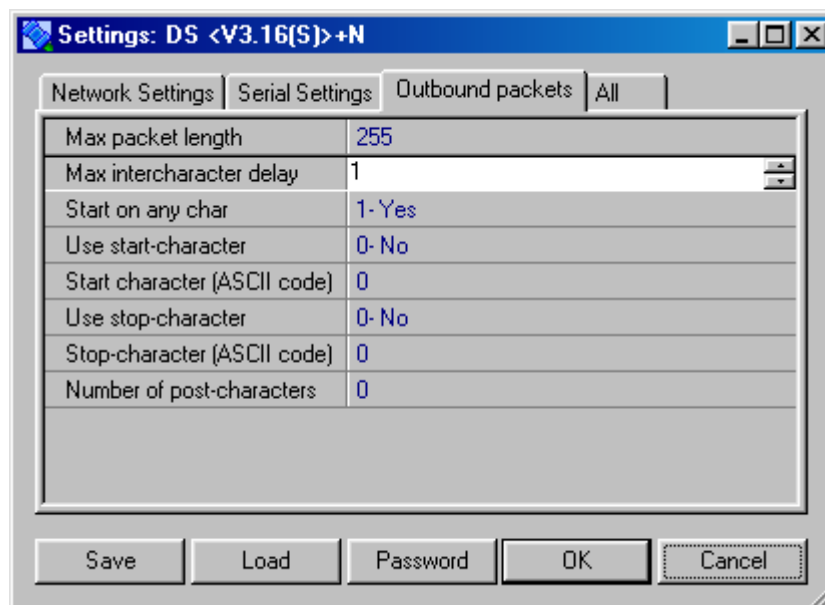 Settings: DS <V3.16(S)>+N
Network Settings Serial Settings Outbound packets All
Max packet length 255
Max intercharacter delay 1
Start on any char 1- Yes
Use start-character 0- No
Start character (ASCII code) 0
Use stop-character 0- No
Stop-character (ASCII code) 0
Number of post-characters 0
Save Load Password OK Cancel